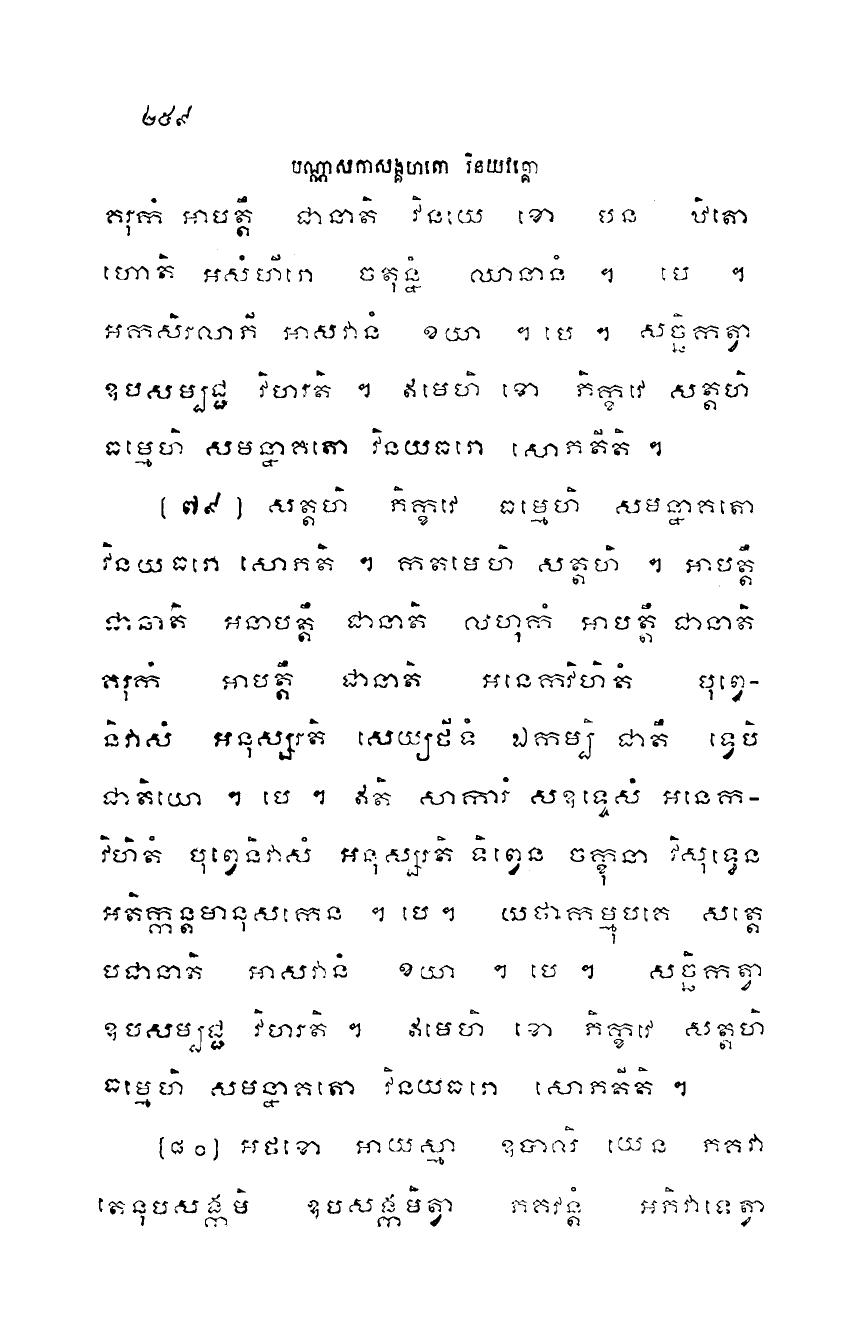 ២៥៩
បណ្ណាសកាសង្គហតោ វិនយវគ្គោ
គរុកំ អាបត្តឹ ជានាតិ វិនយេ ខោ បន ឋិតោ
ហោតិ អសំហីរោ ចតុន្នំ ឈានានំ ។ បេ ។
អកសិរលាភី អាសវានំ ខយា ។ បេ ។ សច្ឆិកត្វា
ឧបសម្បជ្ជ វិហរតិ ។ ឥមេហិ ខោ ភិក្ខវេ សត្តហិ
ធម្មេហិ សមន្នាគតោ វិនយធរោ សោភតីតិ ។
(៧៩) សត្តហិ ភិក្ខវេ ធម្មេហិ សមន្នាគតោ
វិនយធរោ សោភតិ ។ កតមេហិ សត្តហិ ។ អាបត្តឹ
ជានាតិ អនាបត្តឹ ជានាតិ លហុកំ អាបត្តឹ ជានាតិ
គរុកំ អាបត្តឹ ជានាតិ អនេកវិហិតំ បុព្វេ-
និវាសំ អនុស្សរតិ សេយ្យថីទំ ឯកម្បិ ជាតឹ ទ្វេបិ
ជាតិយោ ។ បេ ។ ឥតិ សាការំ សឧទ្ទេសំ អនេក-
វិហិតំ បុព្វេនិវាសំ អនុស្សរតិ ទិព្វេន ចក្ខុនា វិសុទ្ធេន
អតិក្កន្តមានុសកេន ។ បេ ។ យថាកម្មុបគេ សត្តេ
បជានាតិ អាសវានំ ខយា ។ បេ ។ សច្ឆិកត្វា
ឧបសម្បជ្ជ វិហរតិ ។ ឥមេហិ ខោ ភិក្ខវេ សត្តហិ
ធម្មេហិ សមន្នាគតោ វិនយធរោ សោភតីតិ ។
(៨០) អថខោ អាយស្មា ឧបាលិ យេន ភគវា
តេនុបសង្កមិ ឧបសង្កមិត្វា ភគវន្តំ អភិវាទេត្វា